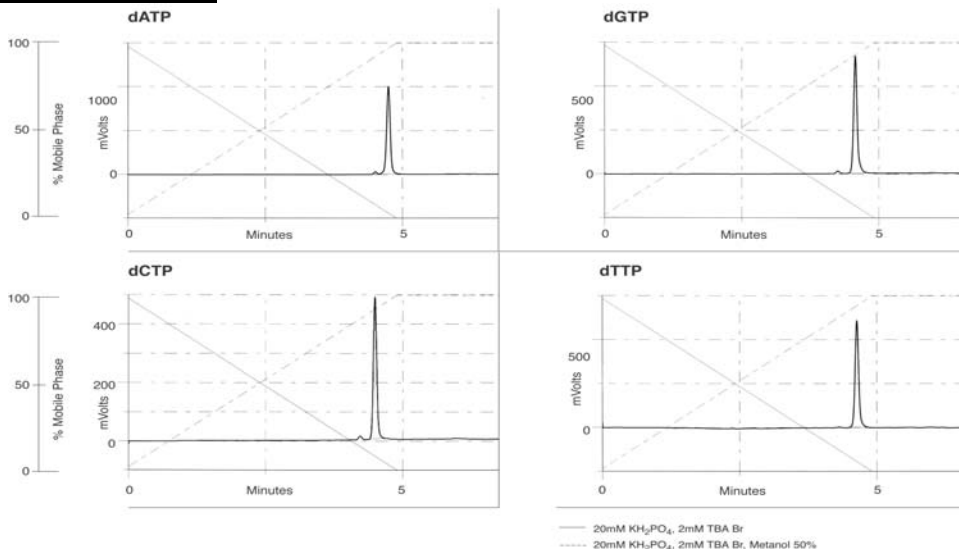 dATP
dGTP
100
50
0
% Mobile Phase
mVolts
1000
0
0
Minutes
5
mVolts
500
0
0
Minutes
5
dCTP
dTTP
100
50
0
% Mobile Phase
mVolts
400
200
0
0
Minutes
5
mVolts
500
0
0
Minutes
5
20mM KH₂PO₄, 2mM TBA Br
20mM KH₂PO₄, 2mM TBA Br, Metanol 50%